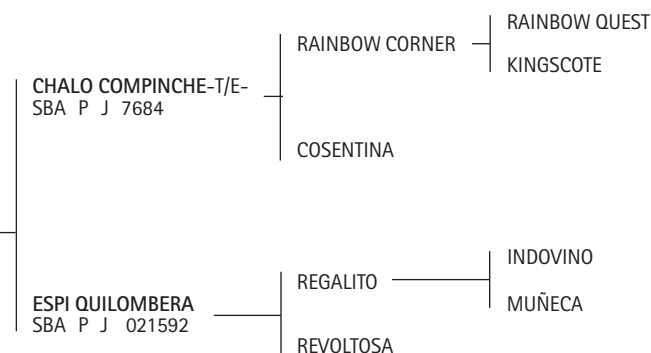 RAINBOW QUEST
RAINBOW CORNER
KINGSCOTE
CHALO COMPINCHE-T/E-
SBA P J 7684
COSENTINA
INDOVINO
REGALITO
MUÑECA
ESPI QUILOMBERA
SBA P J 021592
REVOLTOSA